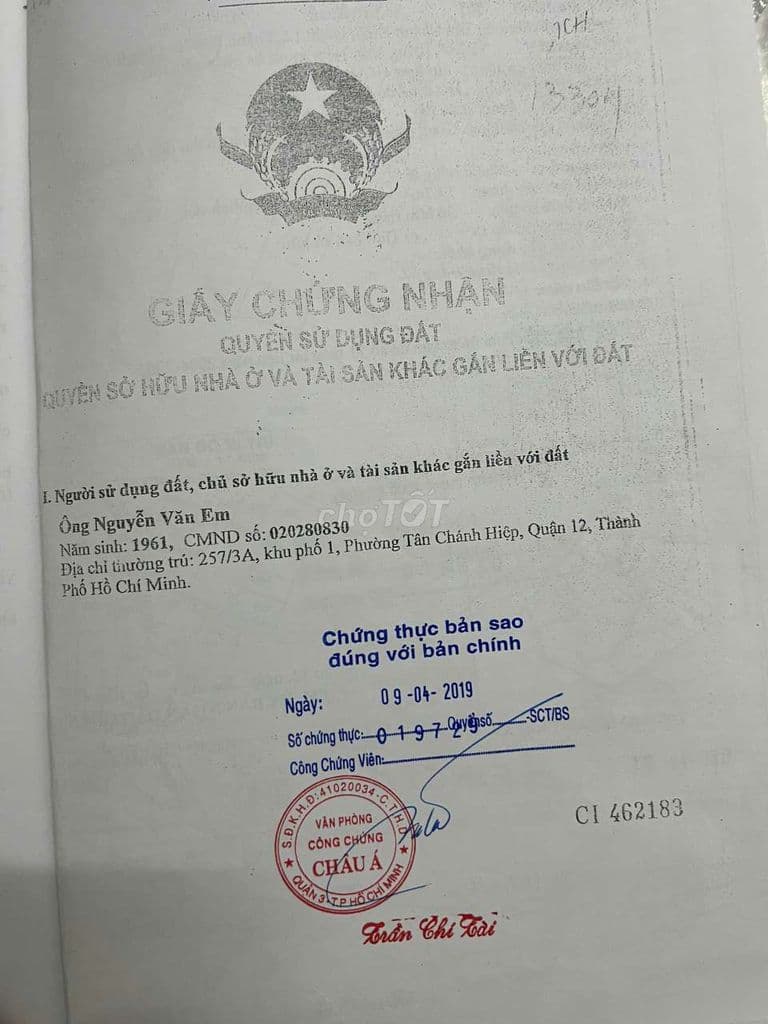 JCH
13304
GIẤY CHỨNG NHẬN
QUYỀN SỬ DỤNG ĐẤT
QUYỀN SỞ HỮU NHÀ Ở VÀ TÀI SẢN KHÁC GẮN LIỀN VỚI ĐẤT
I. Người sử dụng đất, chủ sở hữu nhà ở và tài sản khác gắn liền với đất
Ông Nguyễn Văn Em
Năm sinh: 1961, CMND số: 020280830
Địa chỉ thường trú: 257/3A, khu phố 1, Phường Tân Chánh Hiệp, Quận 12, Thành
Phố Hồ Chí Minh.
choTỐT
Chứng thực bản sao
đúng với bản chính
Ngày: 09-04-2019
Số chứng thực: 019729 Quyển số -SCT/BS
Công Chứng Viên:
S.Đ.K.H.Đ:41020034-C.T.H.D
VĂN PHÒNG
CÔNG CHỨNG
CHÂU Á
QUẬN 3-T.P HỒ CHÍ MINH
CI 462183
Trần Chí Tài